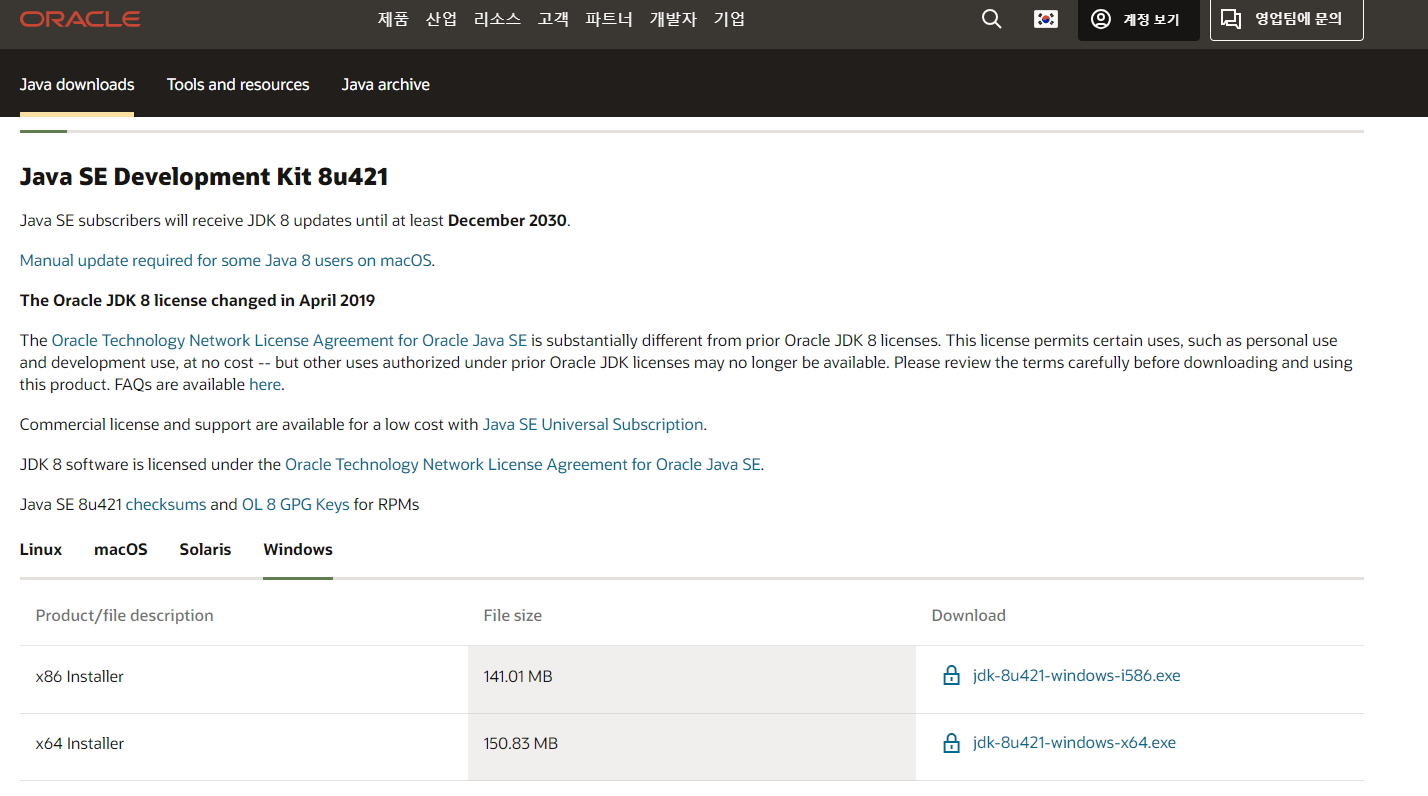 ORACLE 제품 산업 리소스 고객 파트너 개발자 기업 계정 보기 영업팀에 문의
Java downloads Tools and resources Java archive
Java SE Development Kit 8u421
Java SE subscribers will receive JDK 8 updates until at least December 2030.
Manual update required for some Java 8 users on macOS.
The Oracle JDK 8 license changed in April 2019
The Oracle Technology Network License Agreement for Oracle Java SE is substantially different from prior Oracle JDK 8 licenses. This license permits certain uses, such as personal use
and development use, at no cost -- but other uses authorized under prior Oracle JDK licenses may no longer be available. Please review the terms carefully before downloading and using
this product. FAQs are available here.
Commercial license and support are available for a low cost with Java SE Universal Subscription.
JDK 8 software is licensed under the Oracle Technology Network License Agreement for Oracle Java SE.
Java SE 8u421 checksums and OL 8 GPG Keys for RPMs
Linux macOS Solaris Windows
Product/file description File size Download
x86 Installer 141.01 MB jdk-8u421-windows-i586.exe
x64 Installer 150.83 MB jdk-8u421-windows-x64.exe